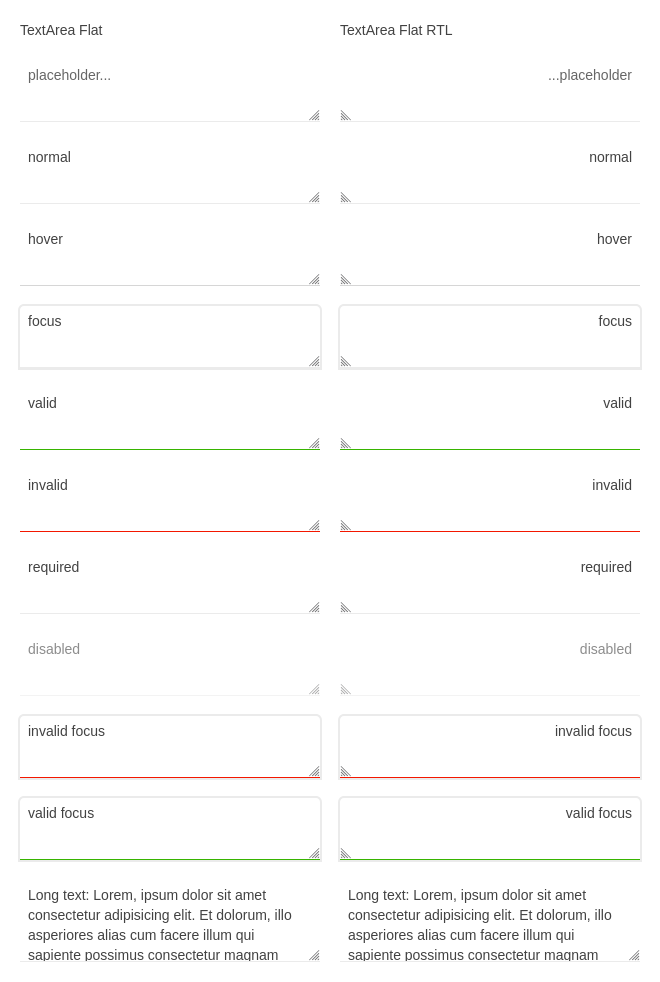 TextArea Flat
TextArea Flat RTL
placeholder...
...placeholder
normal
normal
hover
hover
focus
focus
valid
valid
invalid
invalid
required
required
disabled
disabled
invalid focus
invalid focus
valid focus
valid focus
Long text: Lorem, ipsum dolor sit amet
consectetur adipisicing elit. Et dolorum, illo
asperiores alias cum facere illum qui
sapiente possimus consectetur magnam
Long text: Lorem, ipsum dolor sit amet
consectetur adipisicing elit. Et dolorum, illo
asperiores alias cum facere illum qui
sapiente possimus consectetur magnam